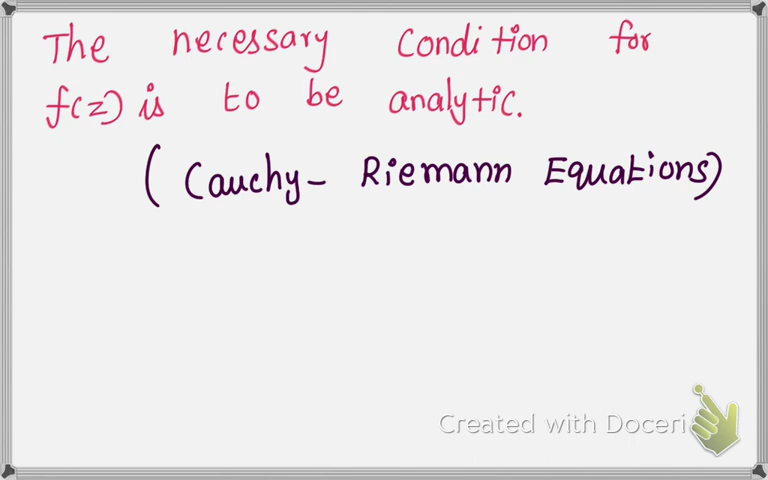 The necessary condition for
f(z) is to be analytic.
( Cauchy- Riemann Equations)
Created with Doceri